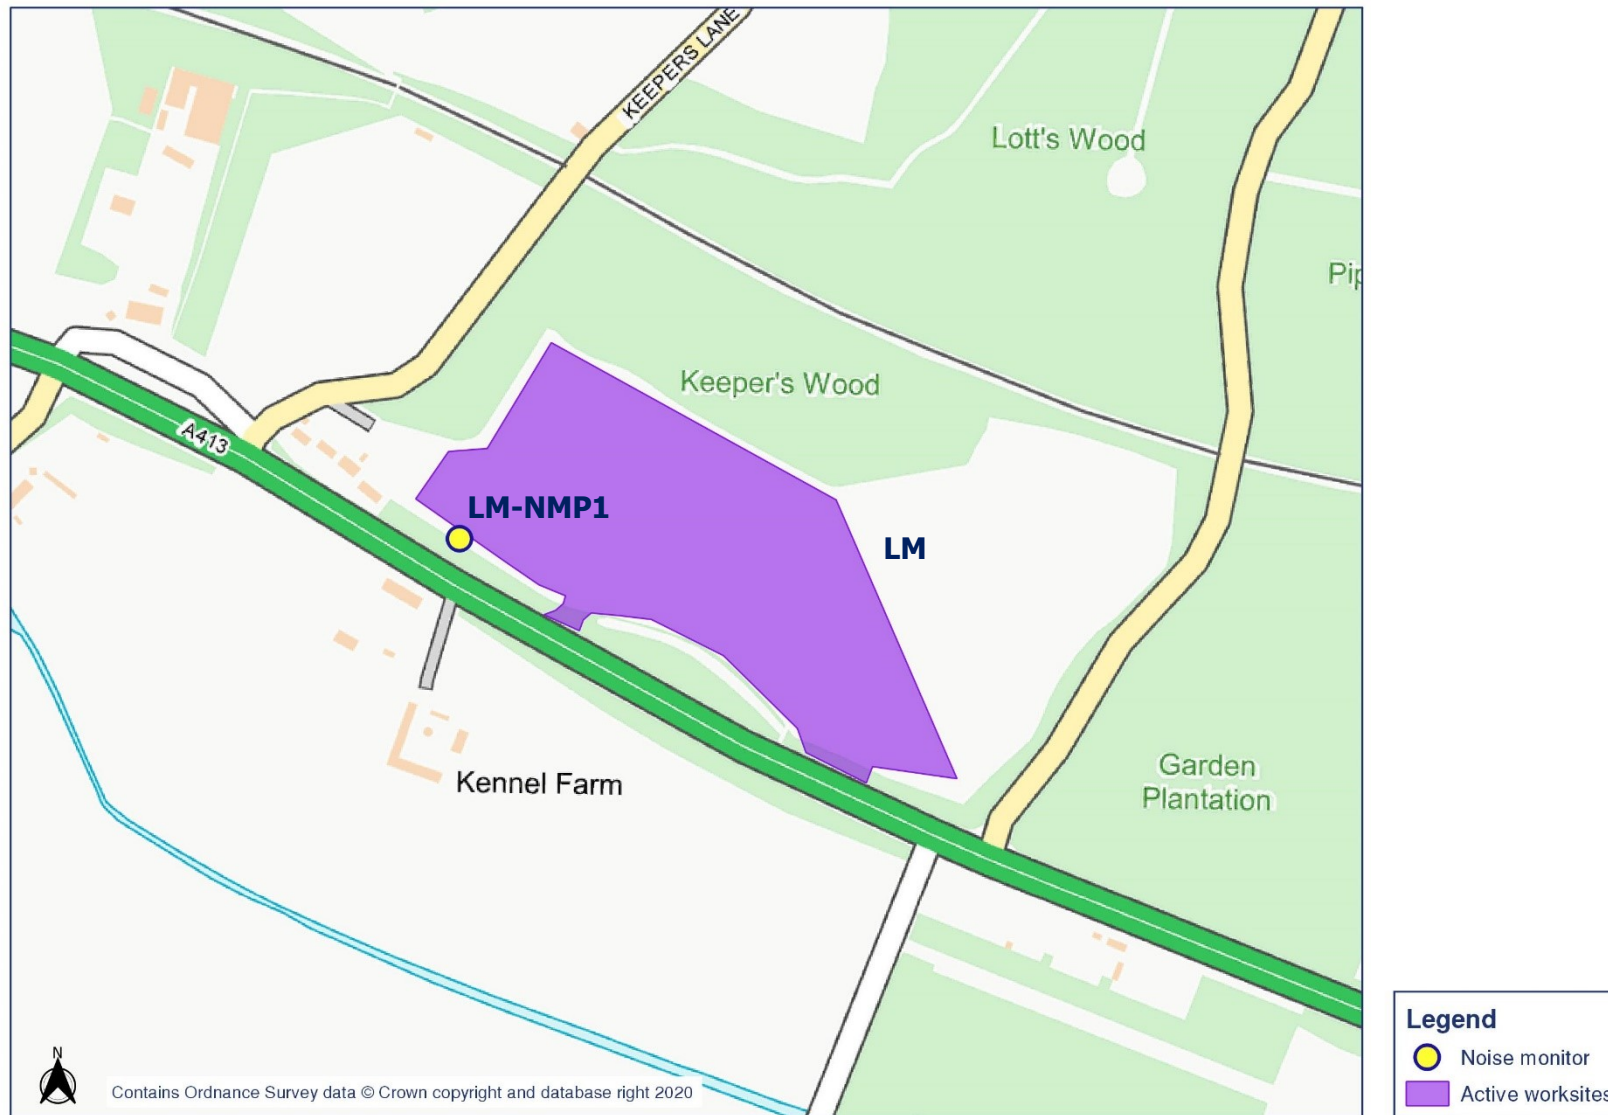 KEEPERS LANE
Lott's Wood
Pip
Keeper's Wood
A413
LM-NMP1
LM
Kennel Farm
Garden
Plantation
N
Contains Ordnance Survey data © Crown copyright and database right 2020
Legend
Noise monitor
Active worksites